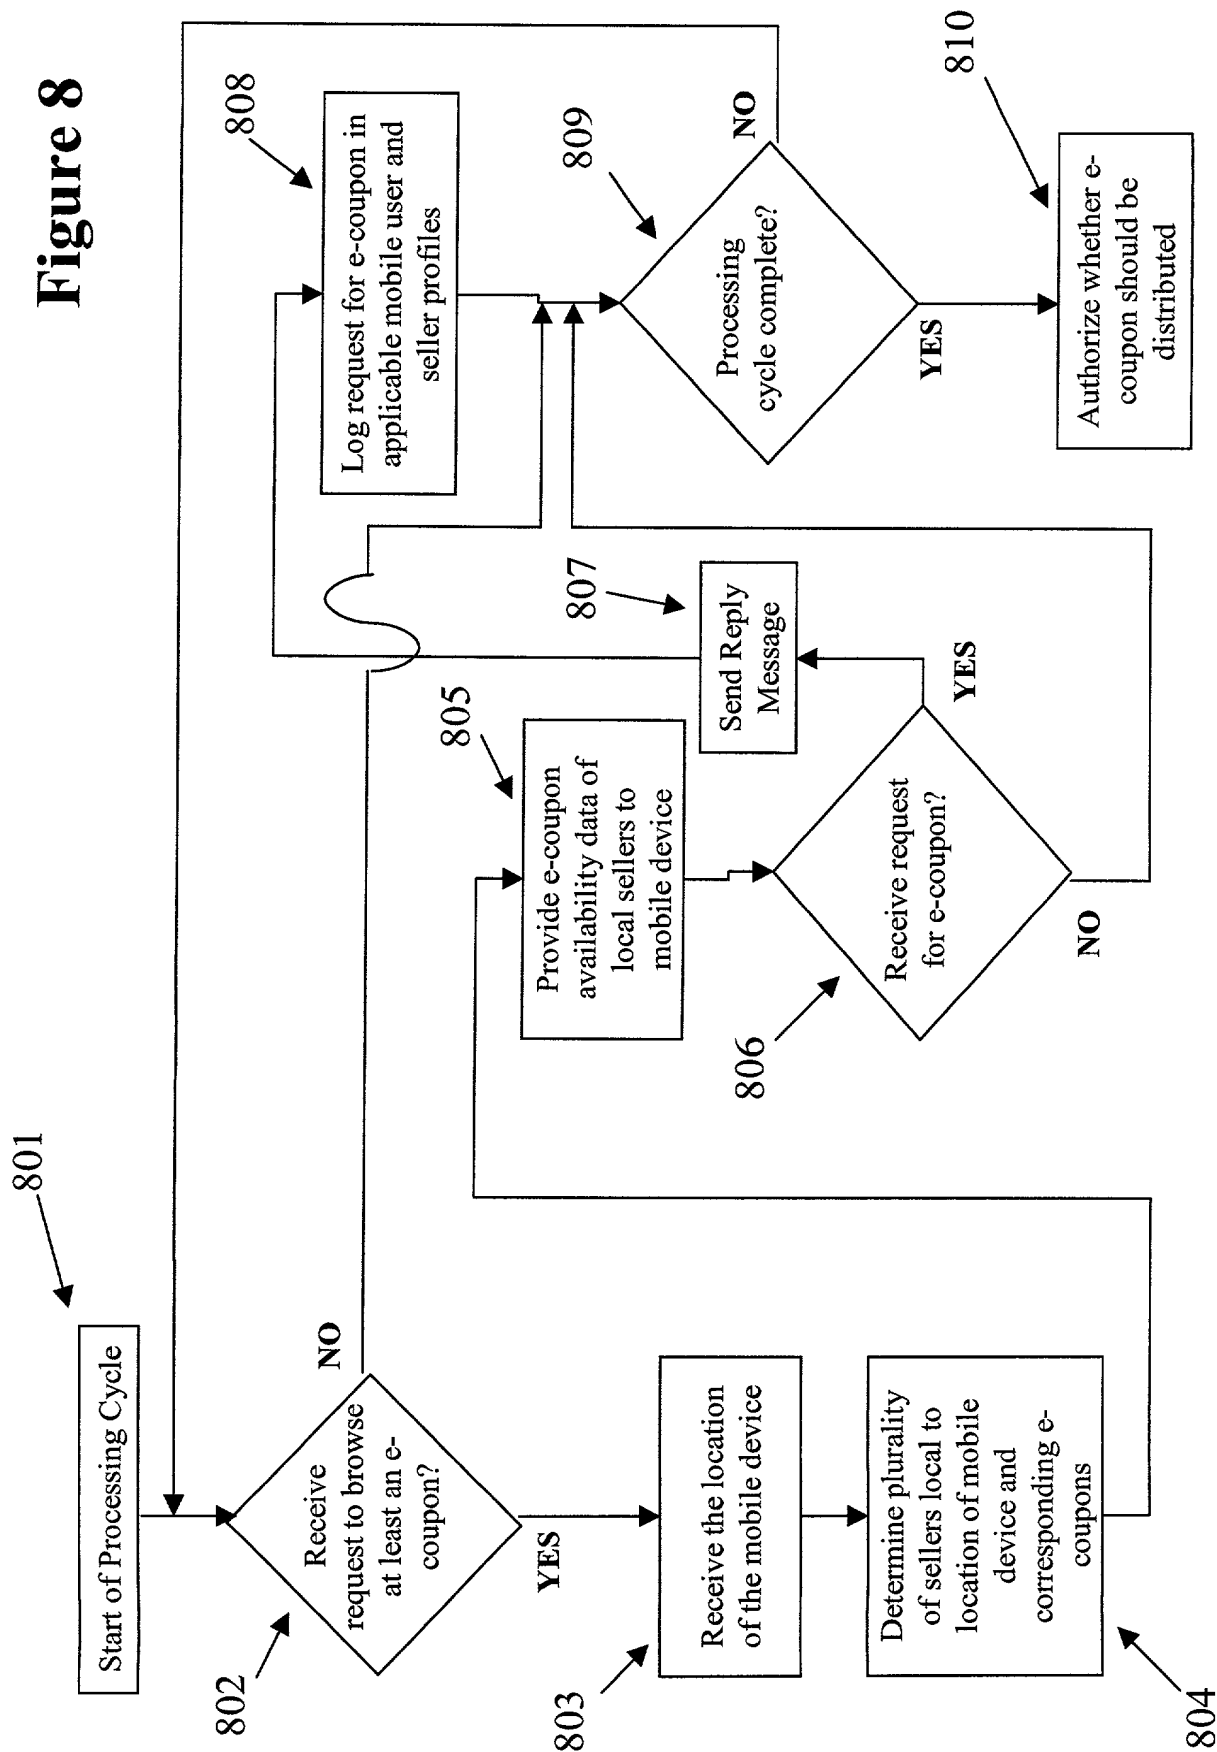 Figure 8
801
Start of Processing Cycle
802
Receive
request to browse
at least an e-
coupon?
NO
YES
803
Receive the location
of the mobile device
804
Determine plurality
of sellers local to
location of mobile
device and
corresponding e-
coupons
805
Provide e-coupon
availability data of
local sellers to
mobile device
806
Receive request
for e-coupon?
YES
NO
807
Send Reply
Message
808
Log request for e-coupon in
applicable mobile user and
seller profiles
809
Processing
cycle complete?
NO
YES
810
Authorize whether e-
coupon should be
distributed